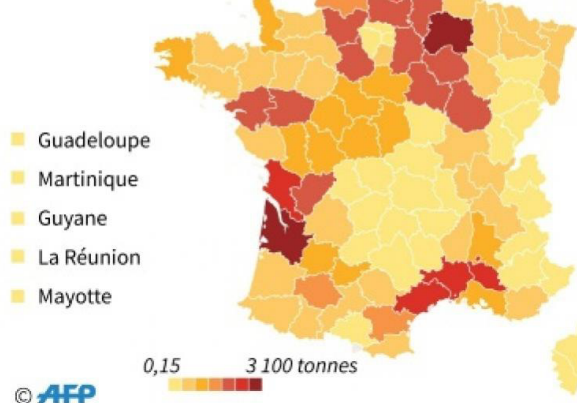 Guadeloupe
Martinique
Guyane
La Réunion
Mayotte
0,15 3 100 tonnes
© AFP